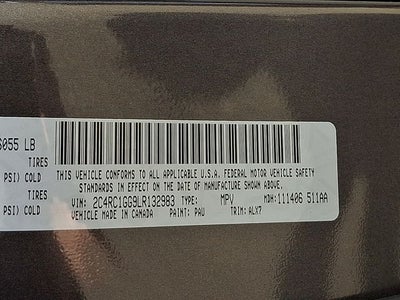 6055 LB
TIRES
PSI) COLD
TIRES
PSI) COLD
THIS VEHICLE CONFORMS TO ALL APPLICABLE U.S.A. FEDERAL MOTOR VEHICLE SAFETY
STANDARDS IN EFFECT ON THE DATE OF MANUFACTURE SHOWN ABOVE.
VIN: 2C4RC1GG9LR132983 TYPE: MPV MDH: 111406 511AA
VEHICLE MADE IN CANADA PAINT: PAU TRIM: ALX7